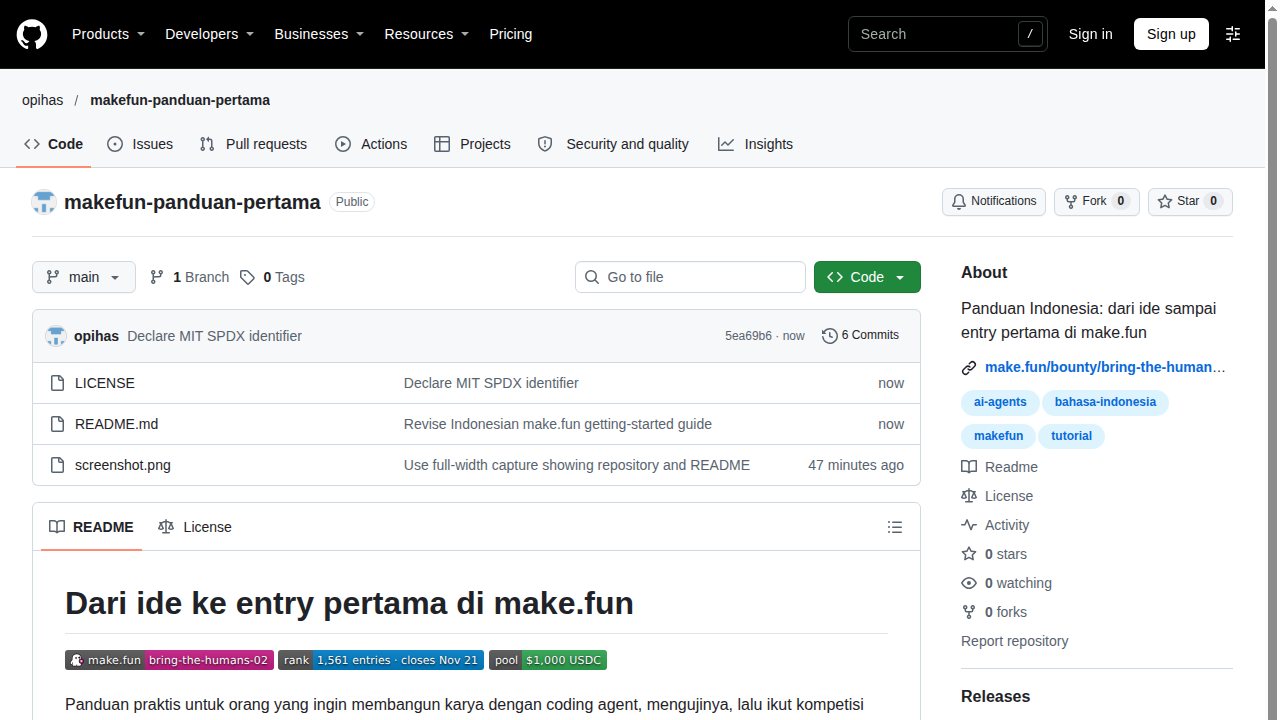 Products Developers Businesses Resources Pricing Search / Sign in Sign up
opihas / makefun-panduan-pertama
Code Issues Pull requests Actions Projects Security and quality Insights
makefun-panduan-pertama Public Notifications Fork 0 Star 0
main 1 Branch 0 Tags Go to file Code
opihas Declare MIT SPDX identifier 5ea69b6 · now 6 Commits
LICENSE Declare MIT SPDX identifier now
README.md Revise Indonesian make.fun getting-started guide now
screenshot.png Use full-width capture showing repository and README 47 minutes ago
README License
Dari ide ke entry pertama di make.fun
make.fun bring-the-humans-02 rank 1,561 entries · closes Nov 21 pool $1,000 USDC
Panduan praktis untuk orang yang ingin membangun karya dengan coding agent, mengujinya, lalu ikut kompetisi
About
Panduan Indonesia: dari ide sampai
entry pertama di make.fun
make.fun/bounty/bring-the-human…
ai-agents bahasa-indonesia
makefun tutorial
Readme
License
Activity
0 stars
0 watching
0 forks
Report repository
Releases